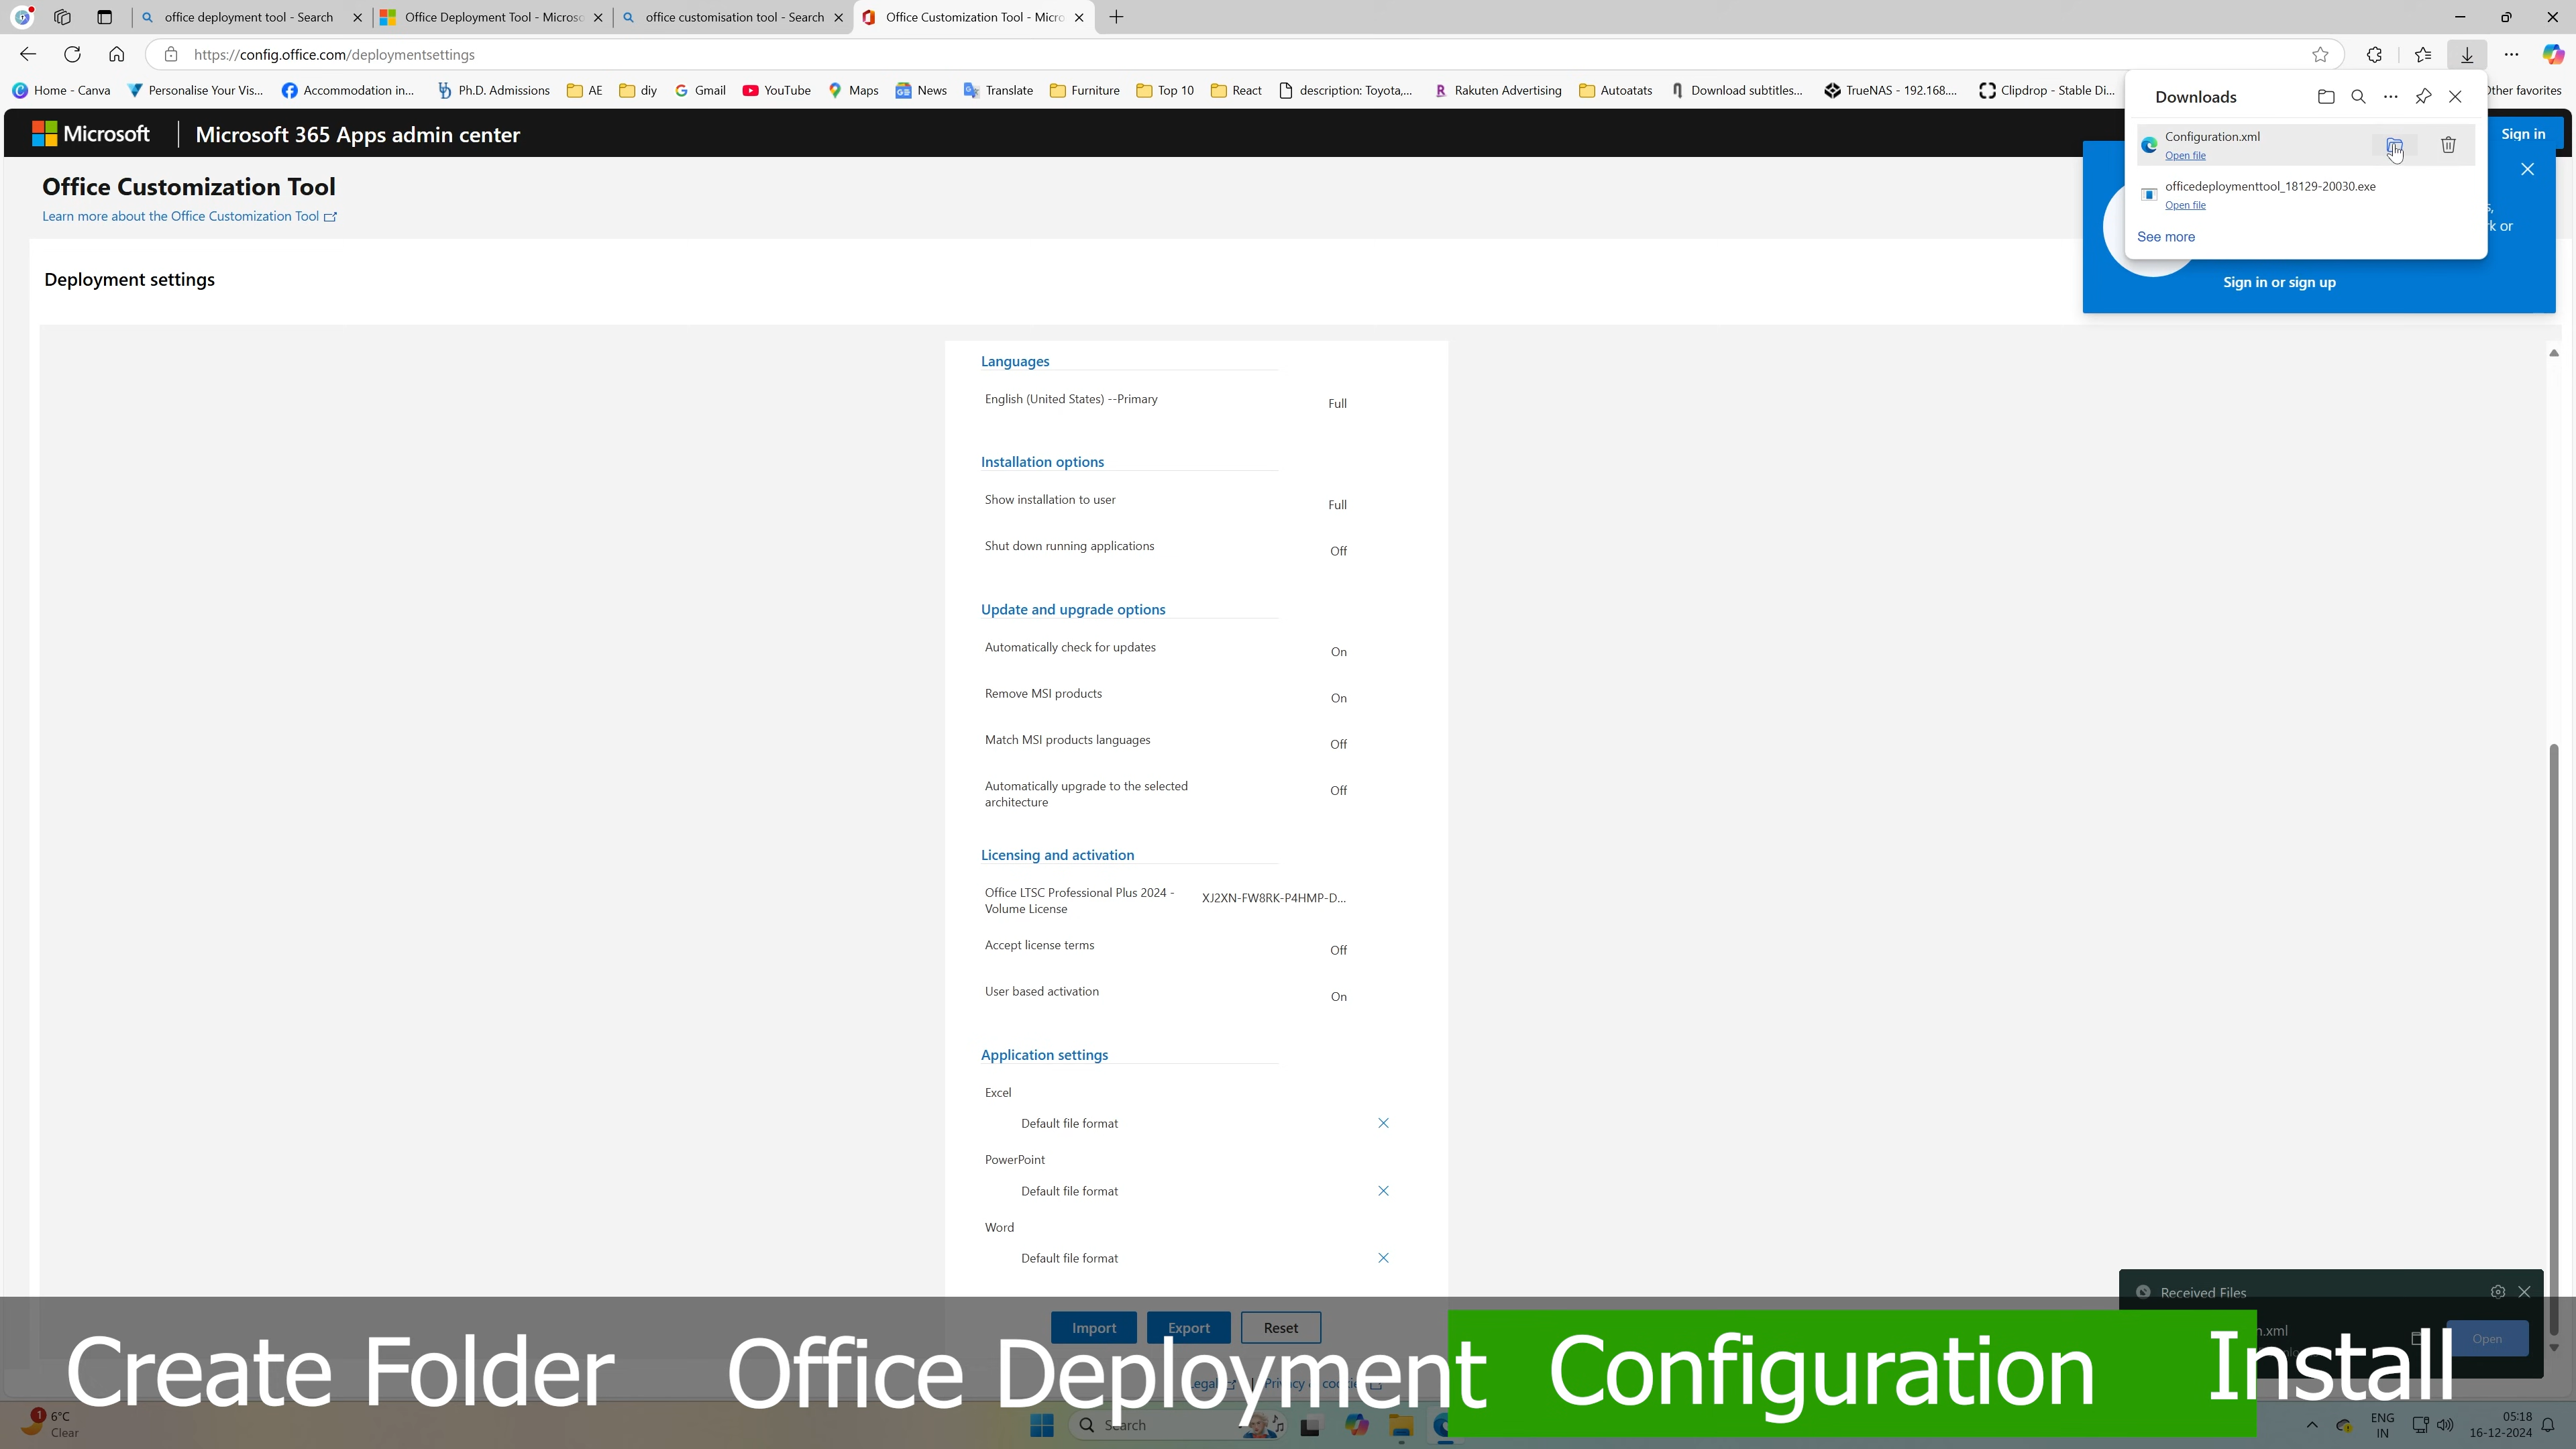 office deployment tool - Search
Office Deployment Tool - Microso
office customisation tool - Search
Office Customization Tool - Micro
https://config.office.com/deploymentsettings
Home - Canva
Personalise Your Vis...
Accommodation in...
Ph.D. Admissions
AE
diy
Gmail
YouTube
Maps
News
Translate
Furniture
Top 10
React
description: Toyota,...
Rakuten Advertising
Autoatats
Download subtitles...
TrueNAS - 192.168....
Clipdrop - Stable Di...
Other favorites
Microsoft
Microsoft 365 Apps admin center
Sign in
Downloads
Configuration.xml
Open file
officedeploymenttool_18129-20030.exe
Open file
See more
k or
Sign in or sign up
Office Customization Tool
Learn more about the Office Customization Tool
Deployment settings
Languages
English (United States) --Primary
Full
Installation options
Show installation to user
Full
Shut down running applications
Off
Update and upgrade options
Automatically check for updates
On
Remove MSI products
On
Match MSI products languages
Off
Automatically upgrade to the selected
architecture
Off
Licensing and activation
Office LTSC Professional Plus 2024 -
Volume License
XJ2XN-FW8RK-P4HMP-D...
Accept license terms
Off
User based activation
On
Application settings
Excel
Default file format
PowerPoint
Default file format
Word
Default file format
Import
Export
Reset
Received Files
n.xml
Open
Create Folder
Office Deployment
Configuration
Install
1
6°C
Clear
Search
ENG
IN
05:18
16-12-2024